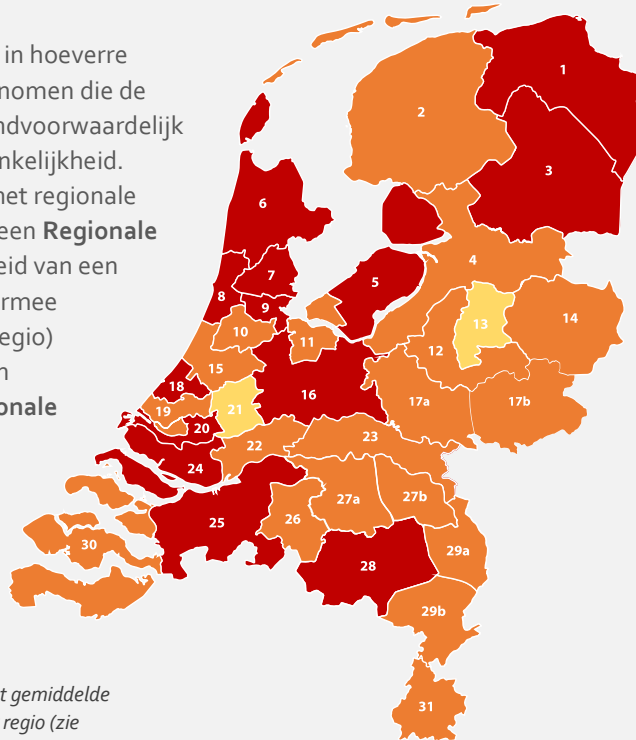 in hoeverre
nomen die de
ndvoorwaardelijk
nkelijkheid.
net regionale
een Regionale
eid van een
rmee
egio)
n
onale
t gemiddelde
regio (zie
1
2
3
4
5
6
7
8
9
10
11
12
13
14
15
16
17a
17b
18
19
20
21
22
23
24
25
26
27a
27b
28
29a
29b
30
31